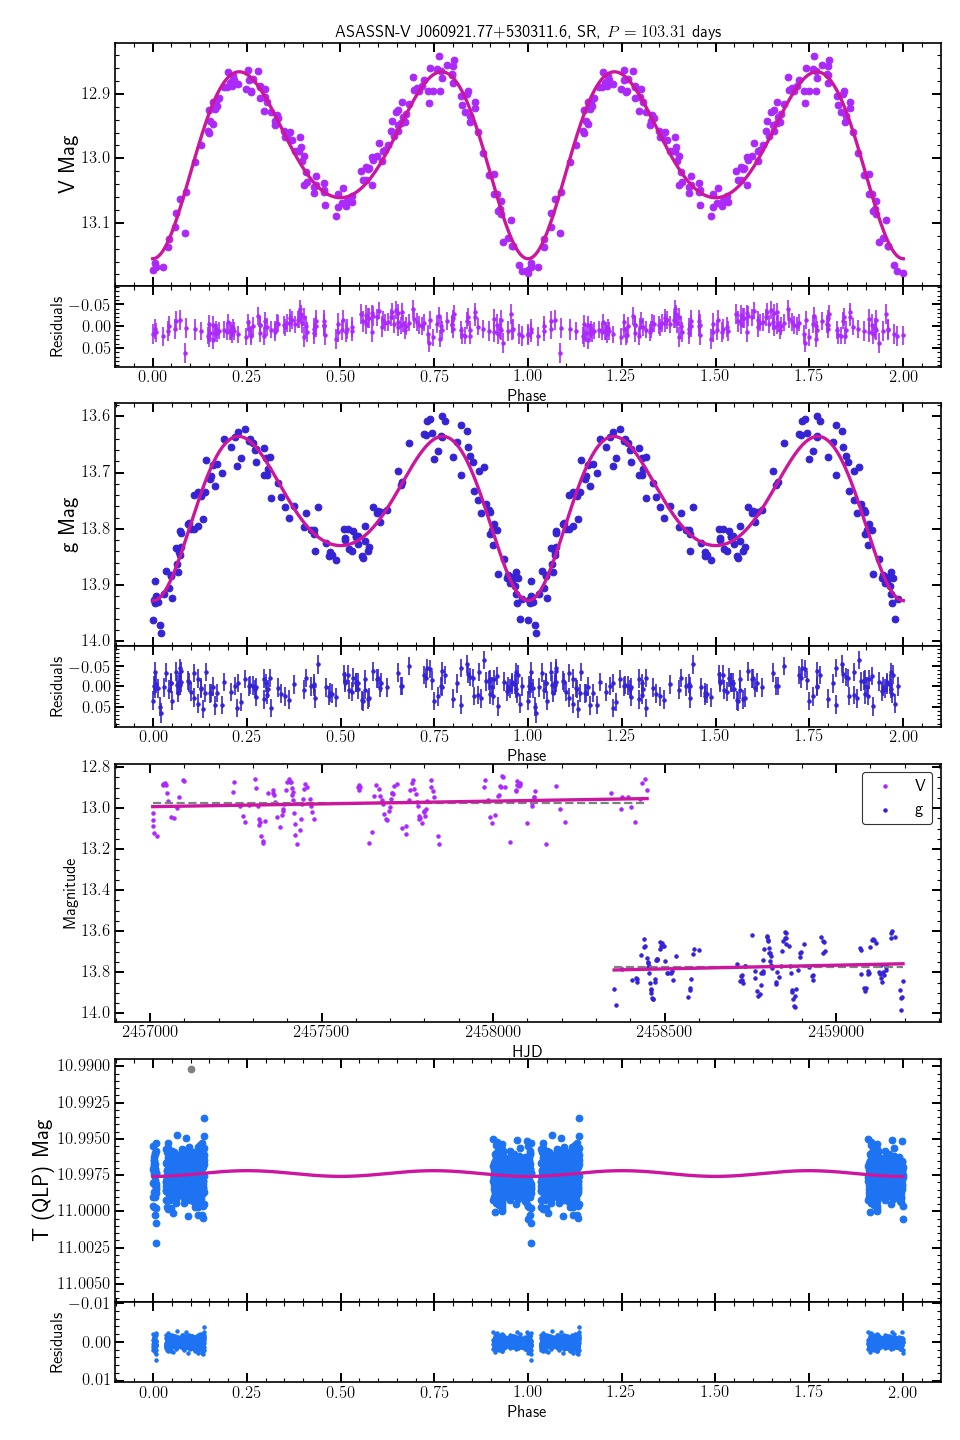 ASASSN-V J060921.77+530311.6, SR, P = 103.31 days
12.9
13.0
13.1
V Mag
−0.05
0.00
0.05
Residuals
0.00 0.25 0.50 0.75 1.00 1.25 1.50 1.75 2.00
Phase
13.6
13.7
13.8
13.9
14.0
g Mag
−0.05
0.00
0.05
Residuals
0.00 0.25 0.50 0.75 1.00 1.25 1.50 1.75 2.00
Phase
12.8
13.0
13.2
13.4
13.6
13.8
14.0
Magnitude
V
g
2457000 2457500 2458000 2458500 2459000
HJD
10.9900
10.9925
10.9950
10.9975
11.0000
11.0025
11.0050
T (QLP) Mag
−0.01
0.00
0.01
Residuals
0.00 0.25 0.50 0.75 1.00 1.25 1.50 1.75 2.00
Phase